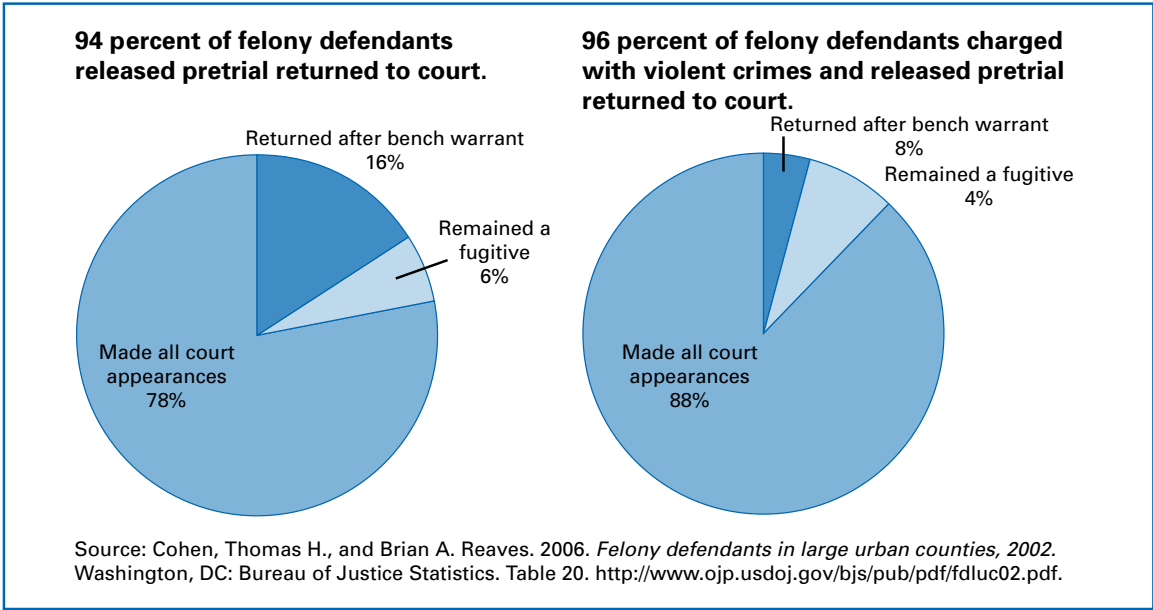 94 percent of felony defendants
released pretrial returned to court.
Returned after bench warrant
16%
Remained a
fugitive
6%
Made all court
appearances
78%
96 percent of felony defendants charged
with violent crimes and released pretrial
returned to court.
Returned after bench warrant
8%
Remained a fugitive
4%
Made all court
appearances
88%
Source: Cohen, Thomas H., and Brian A. Reaves. 2006. Felony defendants in large urban counties, 2002.
Washington, DC: Bureau of Justice Statistics. Table 20. http://www.ojp.usdoj.gov/bjs/pub/pdf/fdluc02.pdf.